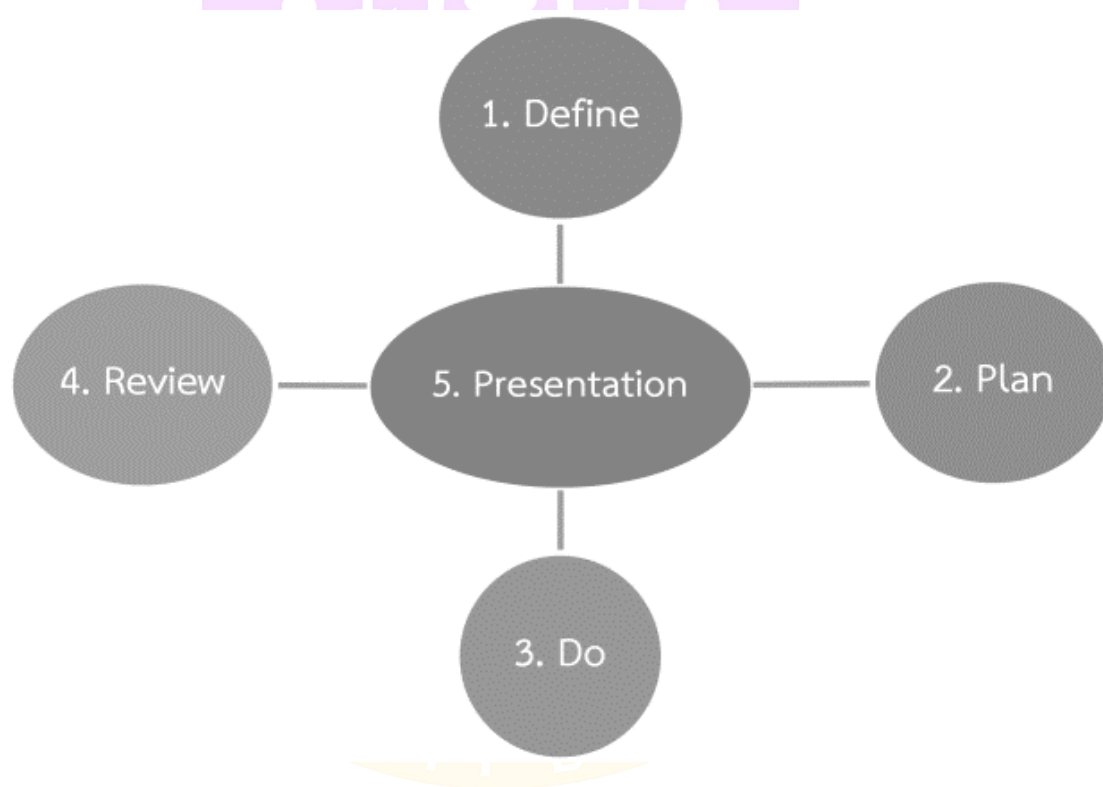 1. Define
2. Plan
3. Do
4. Review
5. Presentation